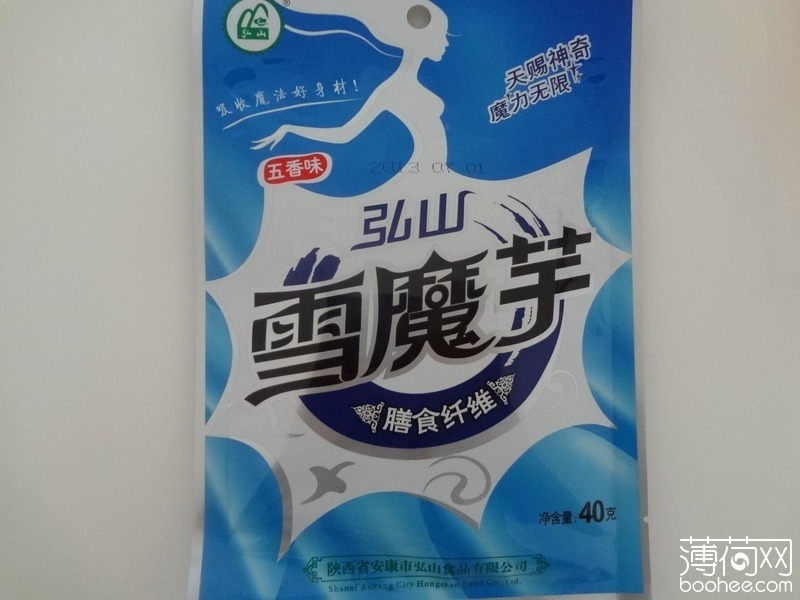 弘山
®
吸收魔法好身材!
天赐神奇
魔力无限!
五香味
2013 07 01
弘山
雪魔芋
膳食纤维
净含量:40克
陕西省安康市弘山食品有限公司
Shanxi Ankang City Hongshan Food Co., Ltd.
薄荷网
boohee.com